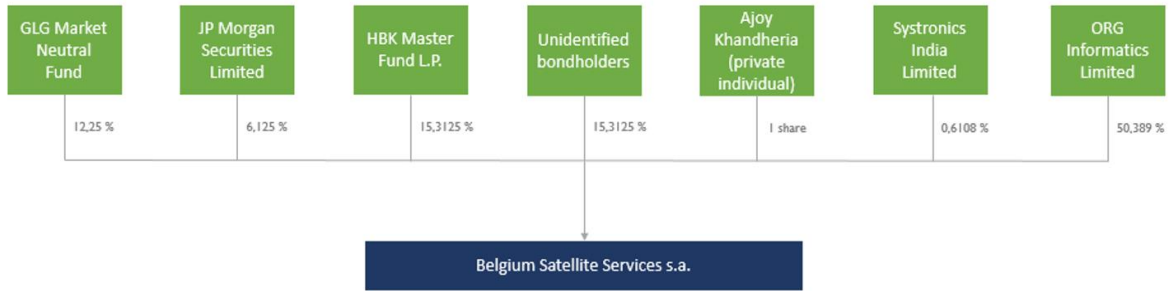 GLG Market
Neutral
Fund
JP Morgan
Securities
Limited
HBK Master
Fund L.P.
Unidentified
bondholders
Ajoy
Khandheria
(private
individual)
Systronics
India
Limited
ORG
Informatics
Limited
12,25 %
6,125 %
15,3125 %
15,3125 %
1 share
0,6108 %
50,389 %
Belgium Satellite Services s.a.